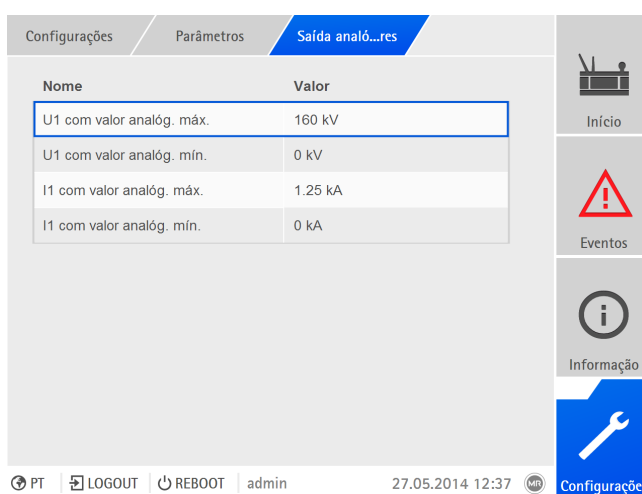 Configurações Parâmetros Saída analó...res
Nome Valor
U1 com valor analóg. máx. 160 kV
U1 com valor analóg. mín. 0 kV
I1 com valor analóg. máx. 1.25 kA
I1 com valor analóg. mín. 0 kA
Início
Eventos
Informação
Configuraçõe
PT LOGOUT REBOOT admin 27.05.2014 12:37 MR